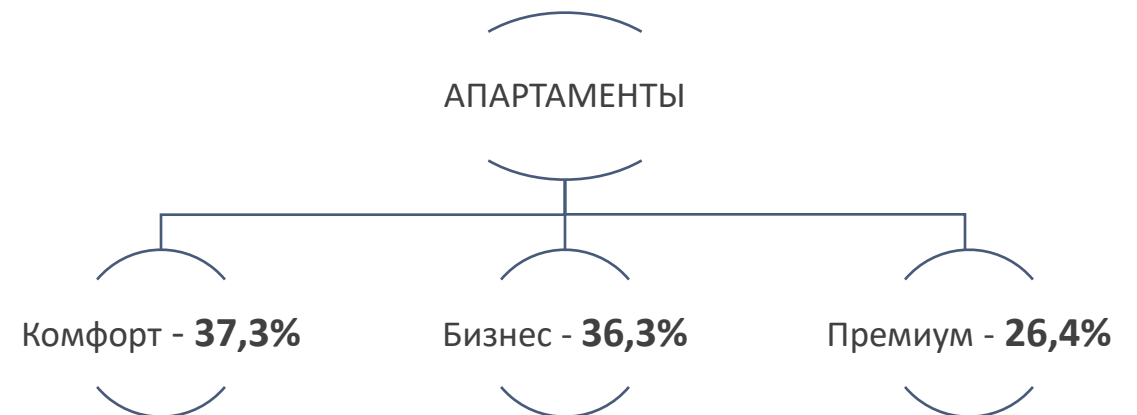 АПАРТАМЕНТЫ
Комфорт - 37,3%
Бизнес - 36,3%
Премиум - 26,4%